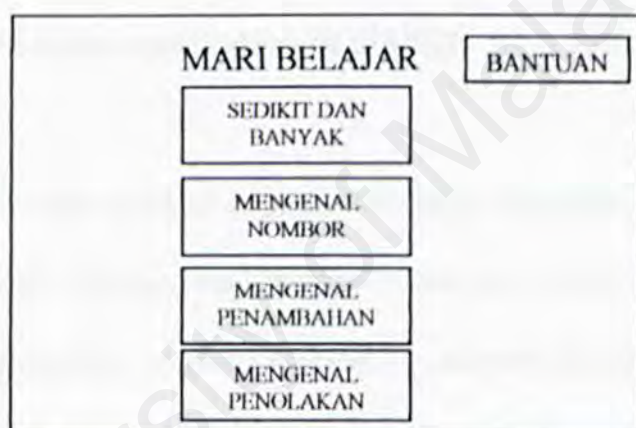 MARI BELAJAR
BANTUAN
SEDIKIT DAN
BANYAK
MENGENAL
NOMBOR
MENGENAL
PENAMBAHAN
MENGENAL
PENOLAKAN